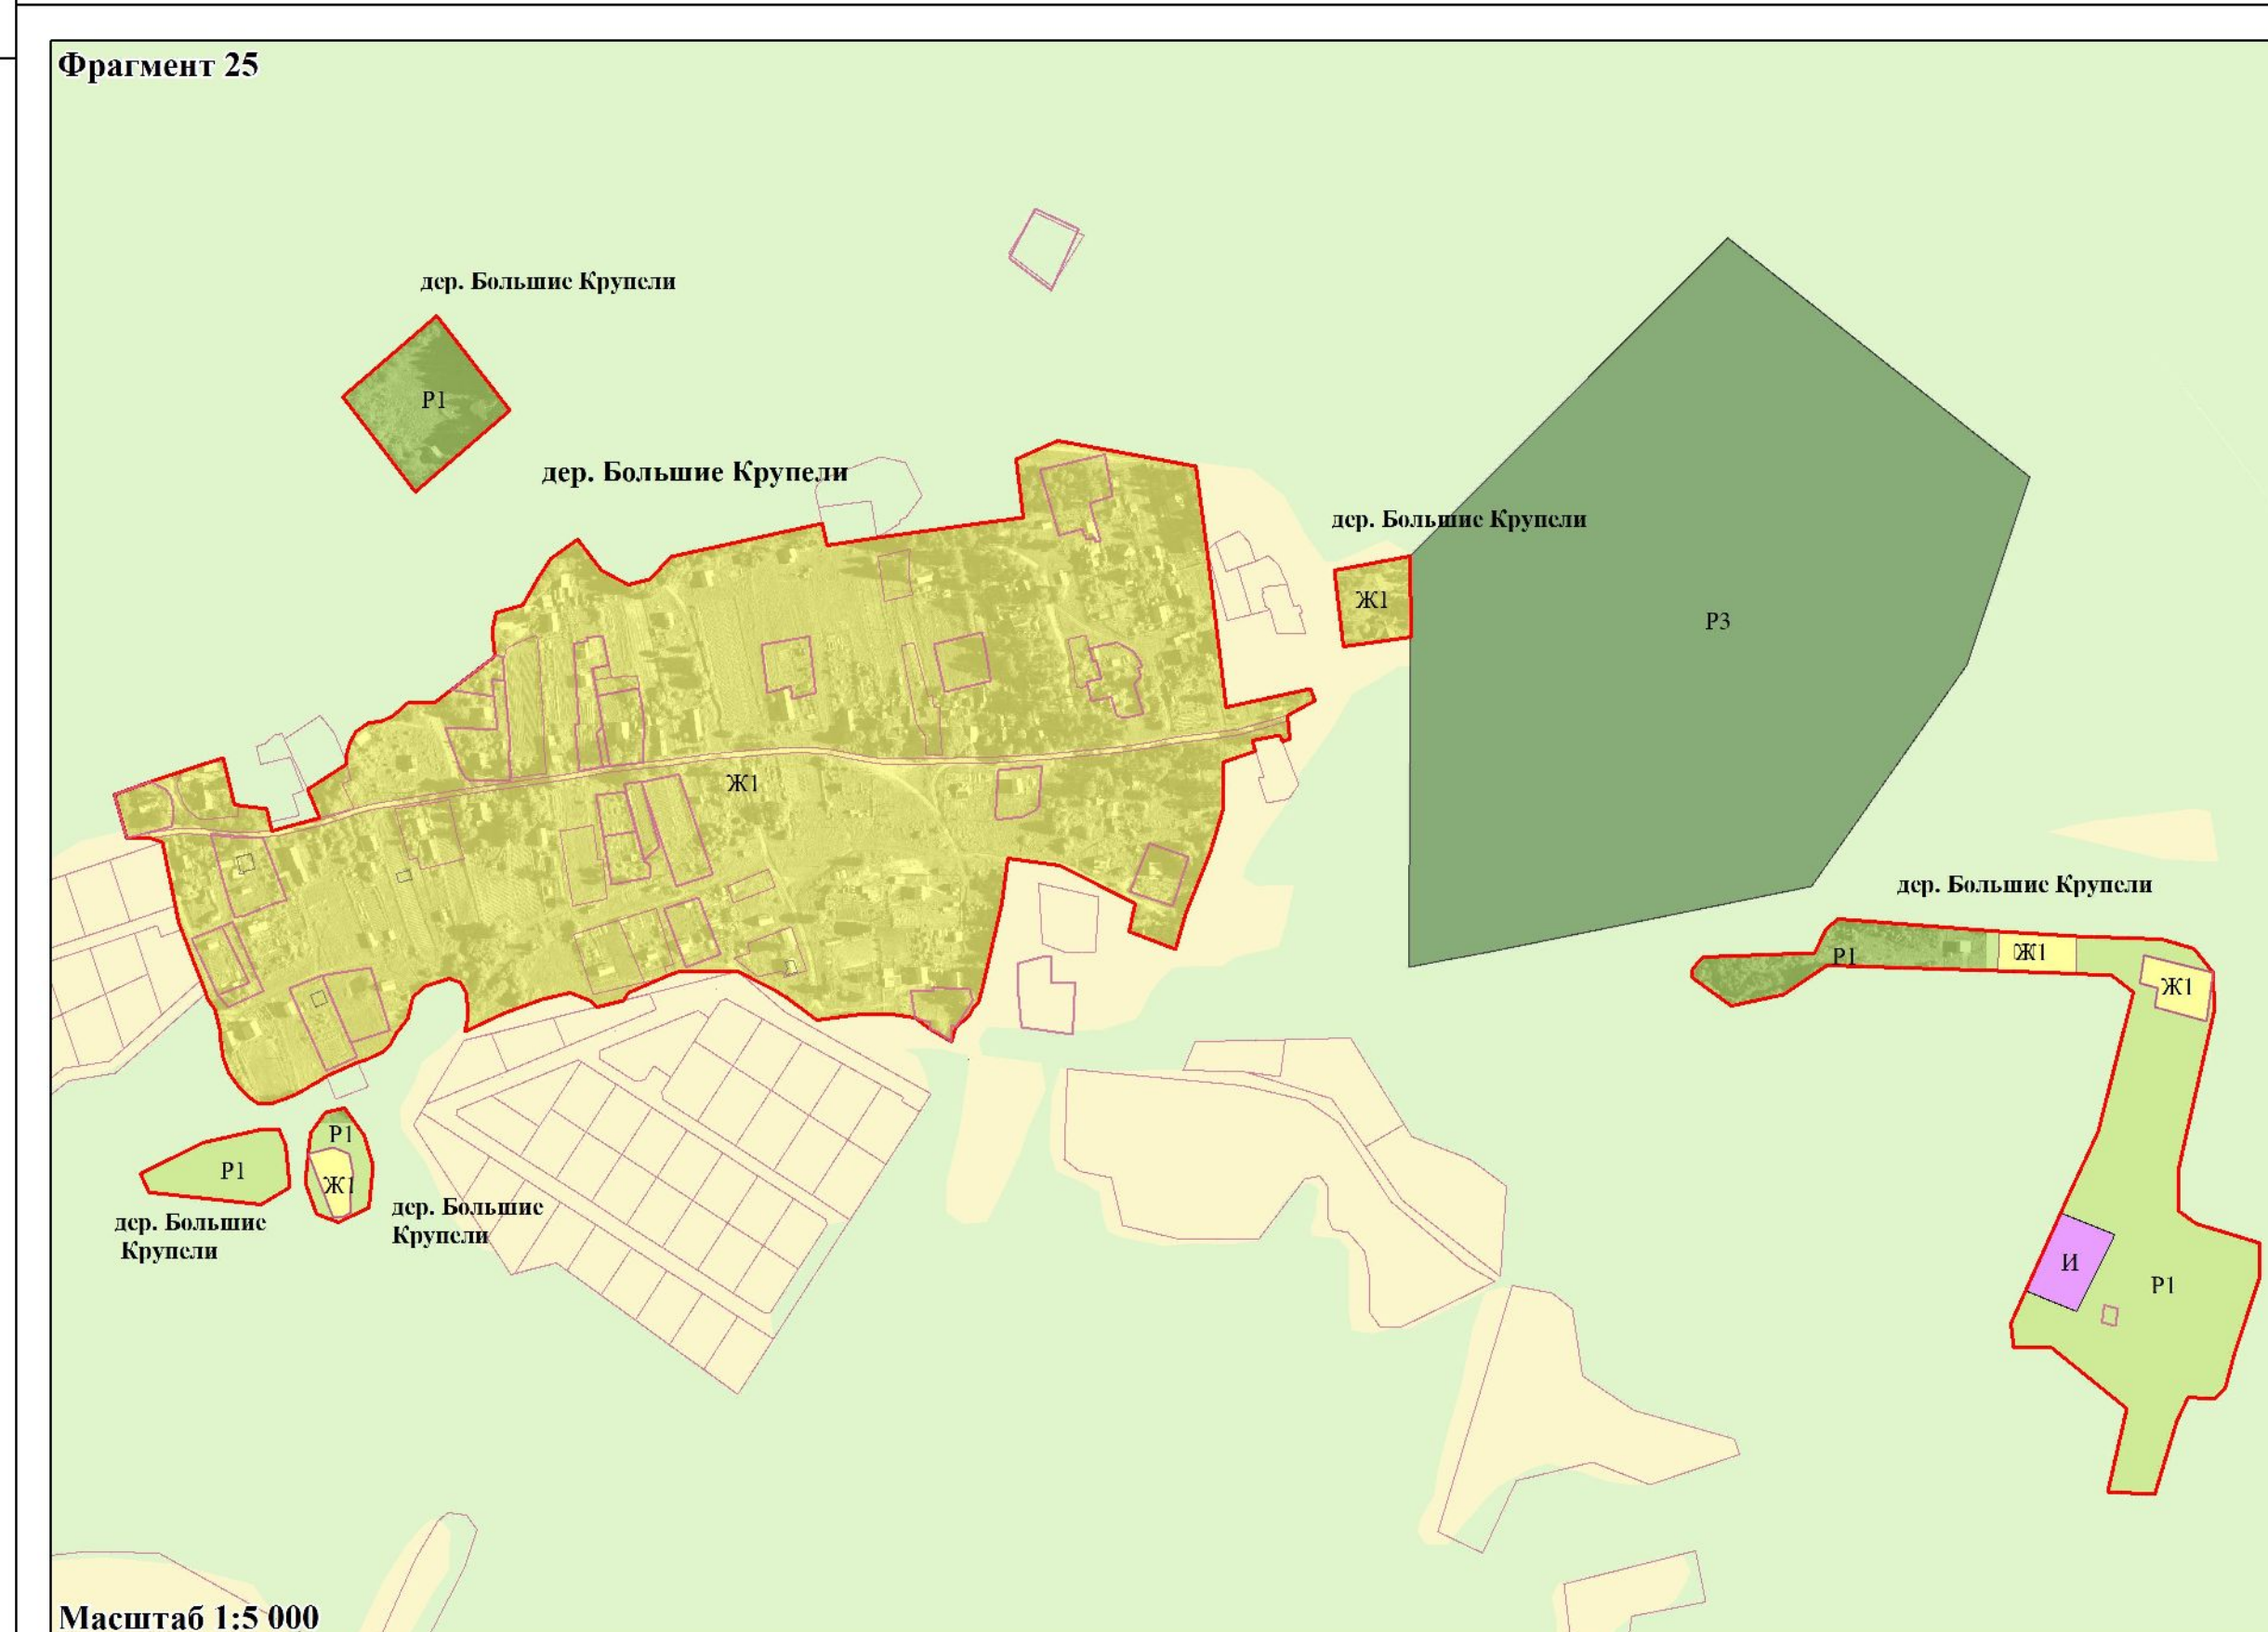 Фрагмент 25
дер. Большие Крупели
Р1
дер. Большие Крупели
дер. Большие Крупели
Ж1
Р3
Ж1
дер. Большие Крупели
Р1
Ж1
Ж1
Р1
Р1
Ж1
дер. Большие
Крупели
дер. Большие
Крупели
И
Р1
Масштаб 1:5 000